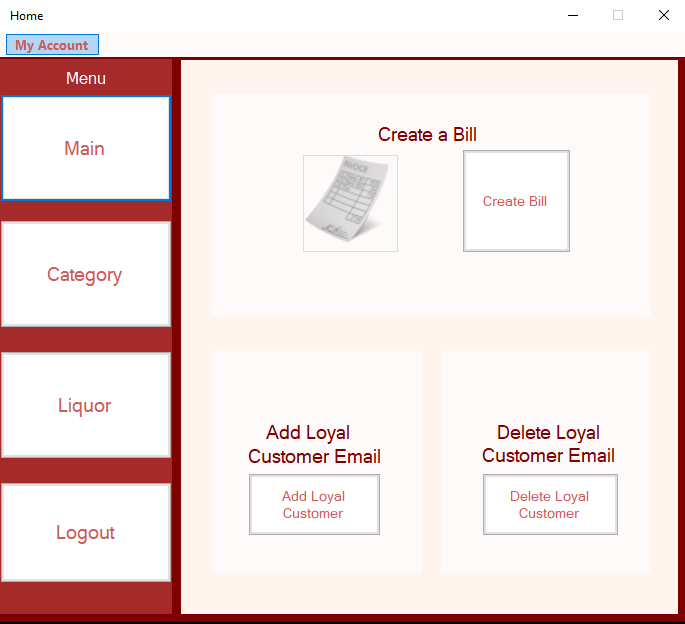 Home
My Account
Menu
Main
Category
Liquor
Logout
Create a Bill
INVOICE
Create Bill
Add Loyal
Customer Email
Add Loyal
Customer
Delete Loyal
Customer Email
Delete Loyal
Customer